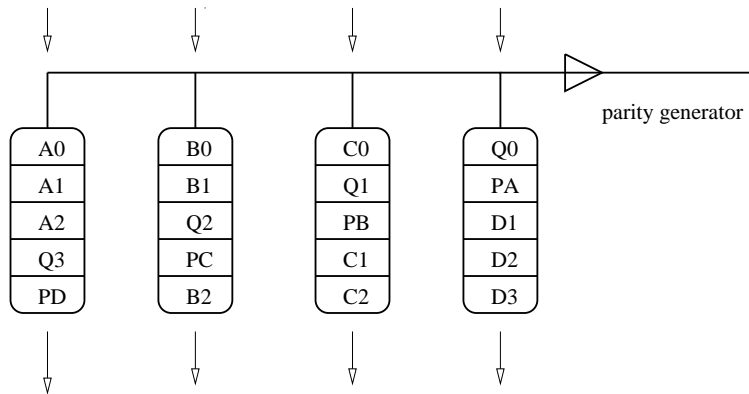 parity generator
A0 B0 C0 Q0
A1 B1 Q1 PA
A2 Q2 PB D1
Q3 PC C1 D2
PD B2 C2 D3